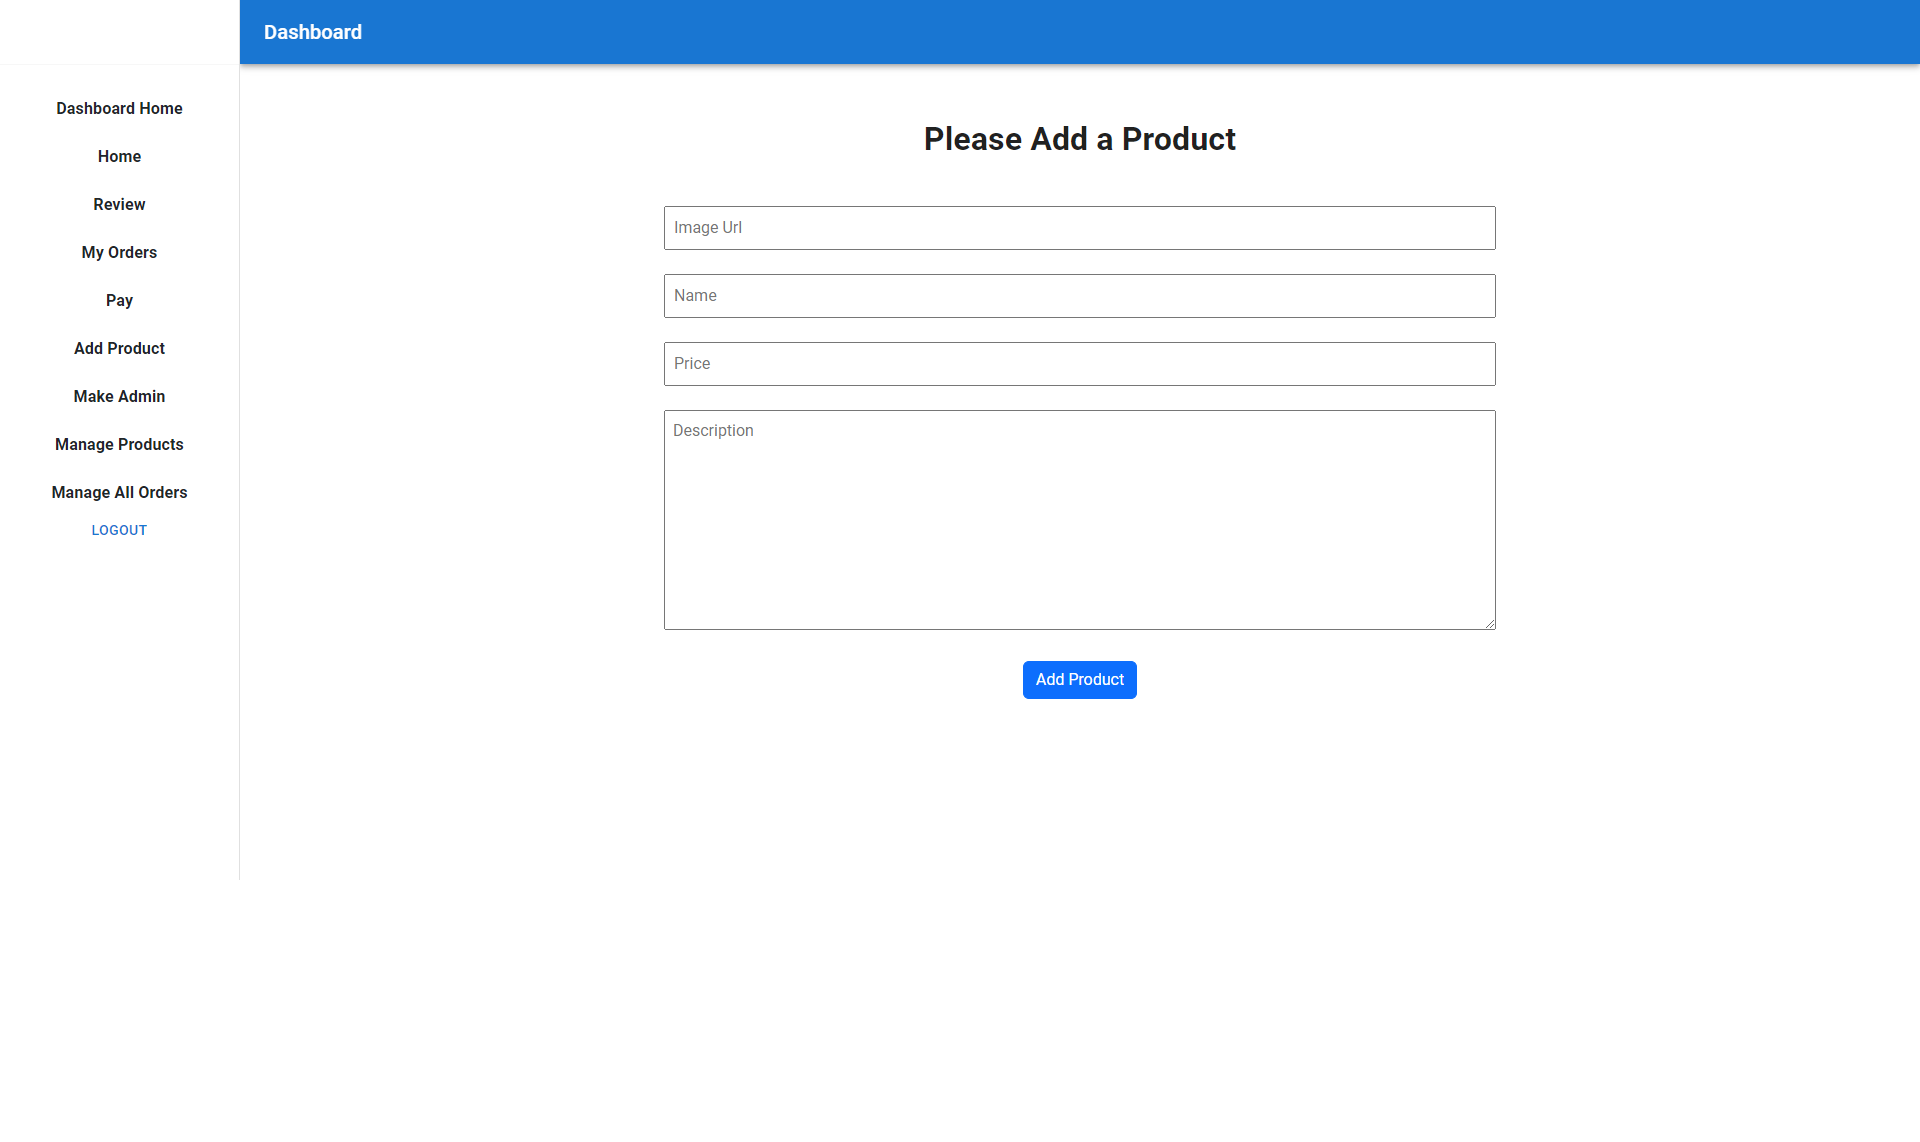 Dashboard
Dashboard Home
Home
Review
My Orders
Pay
Add Product
Make Admin
Manage Products
Manage All Orders
LOGOUT
Please Add a Product
Image Url
Name
Price
Description
Add Product